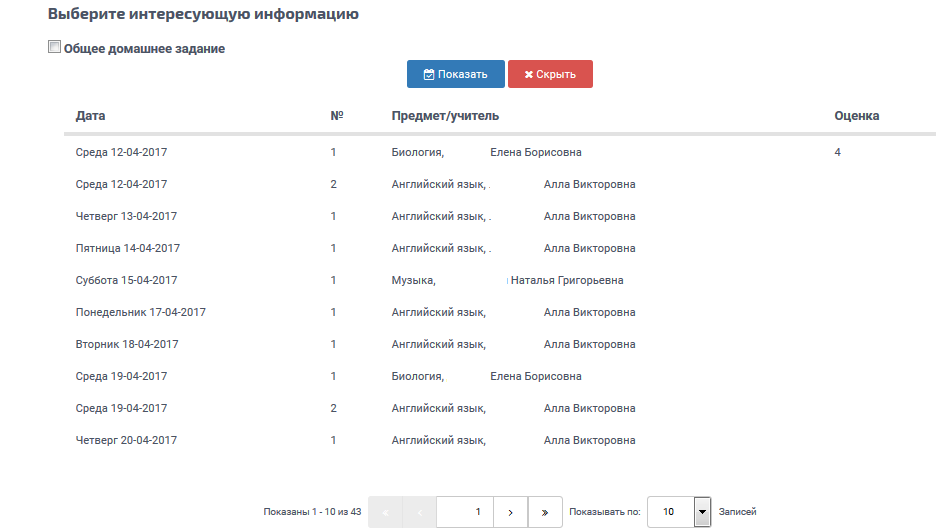 Выберите интересующую информацию
Общее домашнее задание
Показать Скрыть
Дата № Предмет/учитель Оценка
Среда 12-04-2017 1 Биология, Елена Борисовна 4
Среда 12-04-2017 2 Английский язык, Алла Викторовна
Четверг 13-04-2017 1 Английский язык, Алла Викторовна
Пятница 14-04-2017 1 Английский язык, Алла Викторовна
Суббота 15-04-2017 1 Музыка, Наталья Григорьевна
Понедельник 17-04-2017 1 Английский язык, Алла Викторовна
Вторник 18-04-2017 1 Английский язык, Алла Викторовна
Среда 19-04-2017 1 Биология, Елена Борисовна
Среда 19-04-2017 2 Английский язык, Алла Викторовна
Четверг 20-04-2017 1 Английский язык, Алла Викторовна
Показаны 1 - 10 из 43 « ‹ 1 › » Показывать по: 10 Записей